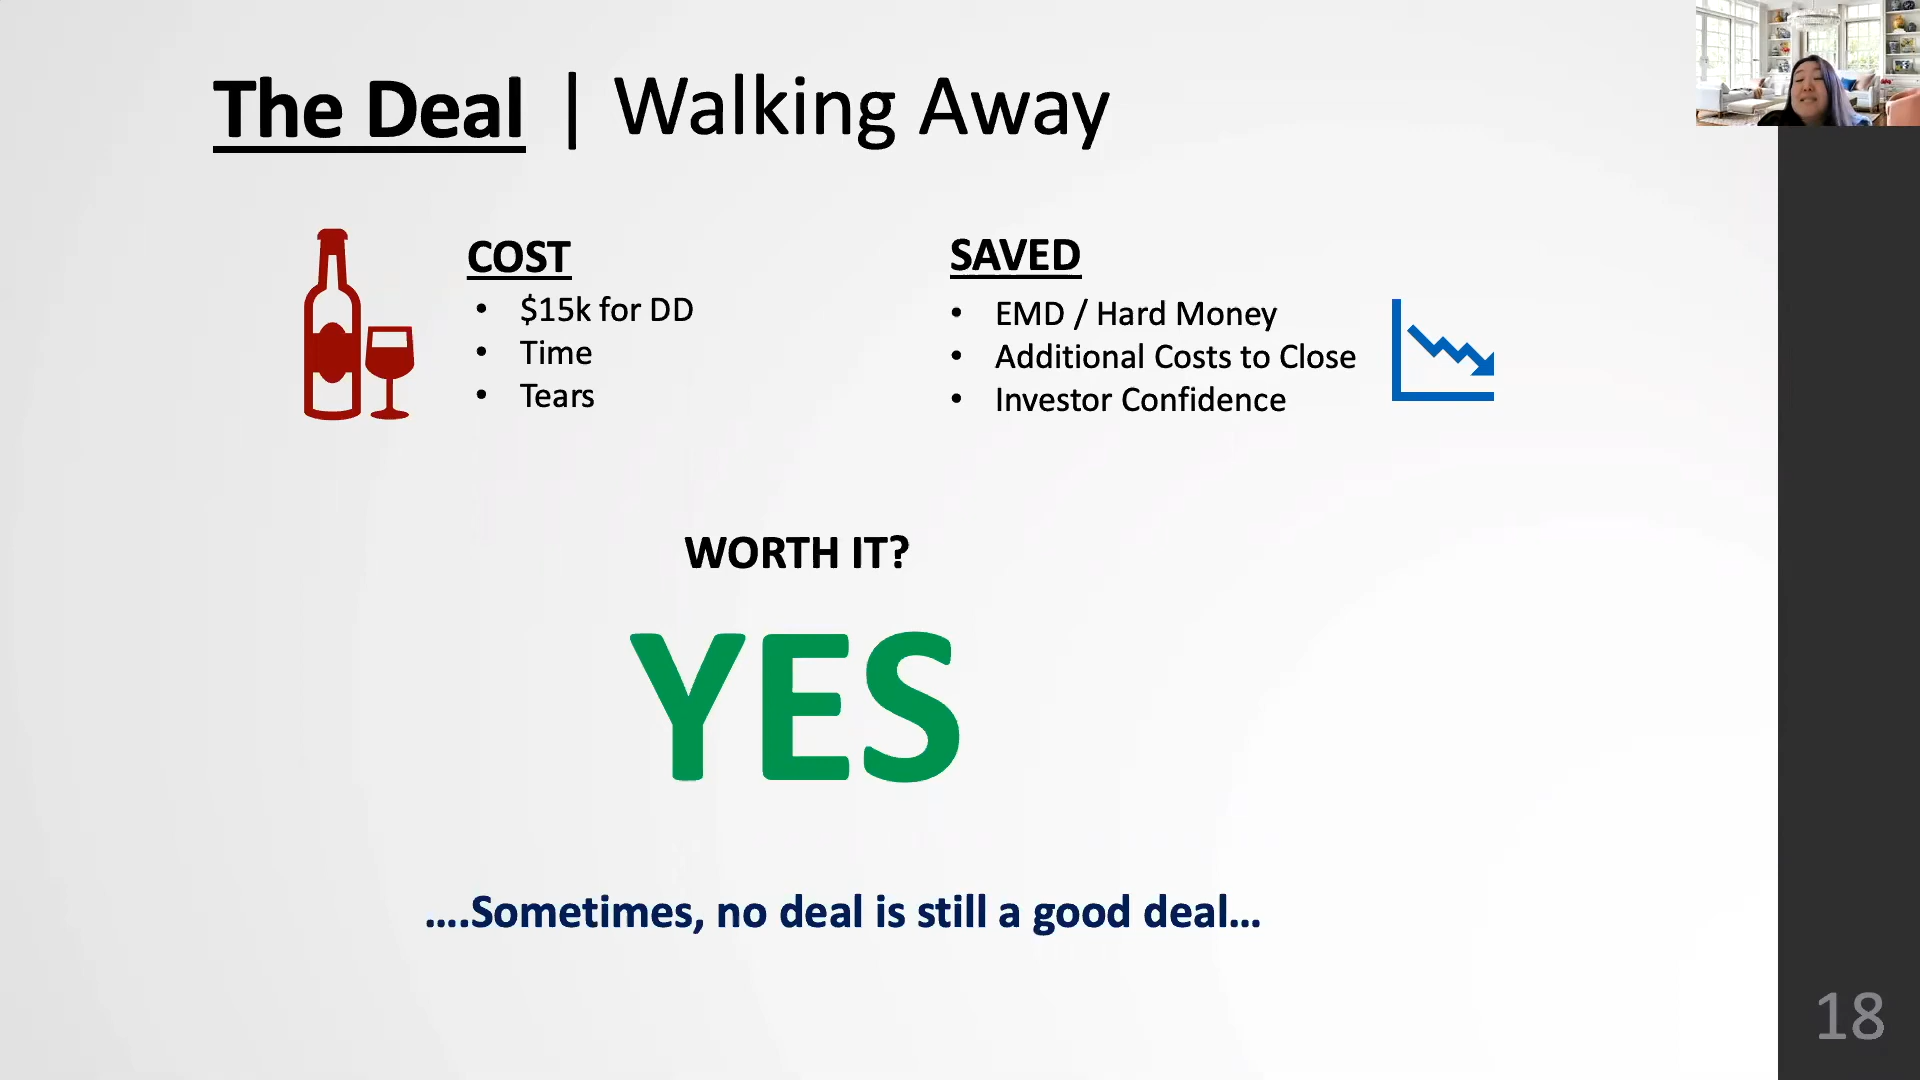 The Deal | Walking Away
COST
• $15k for DD
• Time
• Tears
SAVED
• EMD / Hard Money
• Additional Costs to Close
• Investor Confidence
WORTH IT?
YES
....Sometimes, no deal is still a good deal...
18